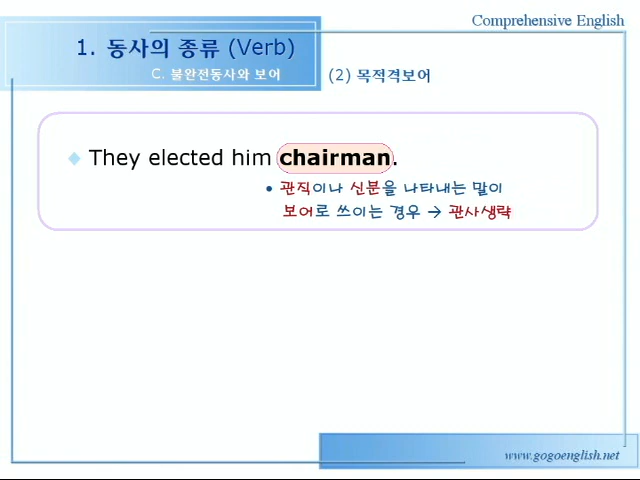 Comprehensive English
1. 동사의 종류 (Verb)
C. 불완전동사와 보어
(2) 목적격보어
They elected him chairman.
• 관직이나 신분을 나타내는 말이
보어로 쓰이는 경우 → 관사생략
www.gogoenglish.net